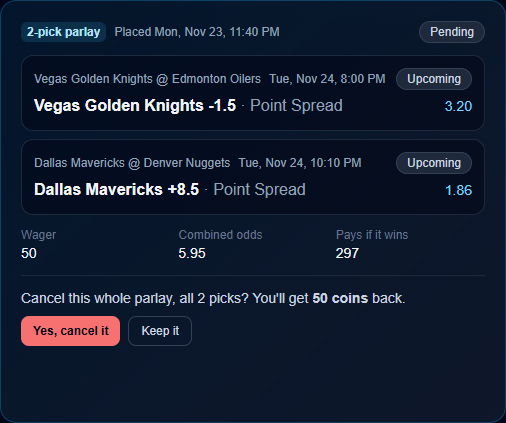 2-pick parlay Placed Mon, Nov 23, 11:40 PM Pending
Vegas Golden Knights @ Edmonton Oilers Tue, Nov 24, 8:00 PM Upcoming
Vegas Golden Knights -1.5 · Point Spread 3.20
Dallas Mavericks @ Denver Nuggets Tue, Nov 24, 10:10 PM Upcoming
Dallas Mavericks +8.5 · Point Spread 1.86
Wager Combined odds Pays if it wins
50 5.95 297
Cancel this whole parlay, all 2 picks? You'll get 50 coins back.
Yes, cancel it Keep it